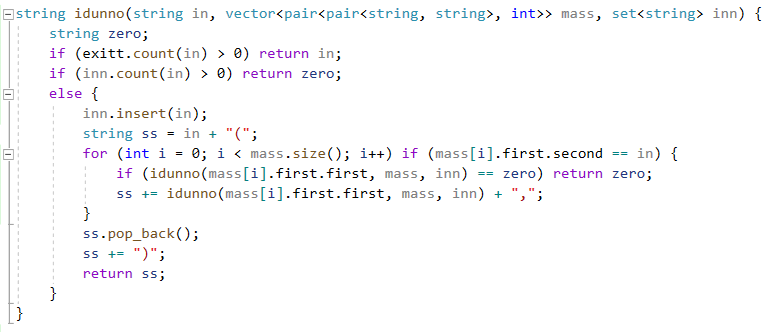 string idunno(string in, vector<pair<pair<string, string>, int>> mass, set<string> inn) {
    string zero;
    if (exitt.count(in) > 0) return in;
    if (inn.count(in) > 0) return zero;
    else {
        inn.insert(in);
        string ss = in + "(";
        for (int i = 0; i < mass.size(); i++) if (mass[i].first.second == in) {
            if (idunno(mass[i].first.first, mass, inn) == zero) return zero;
            ss += idunno(mass[i].first.first, mass, inn) + ",";
        }
        ss.pop_back();
        ss += ")";
        return ss;
    }
}